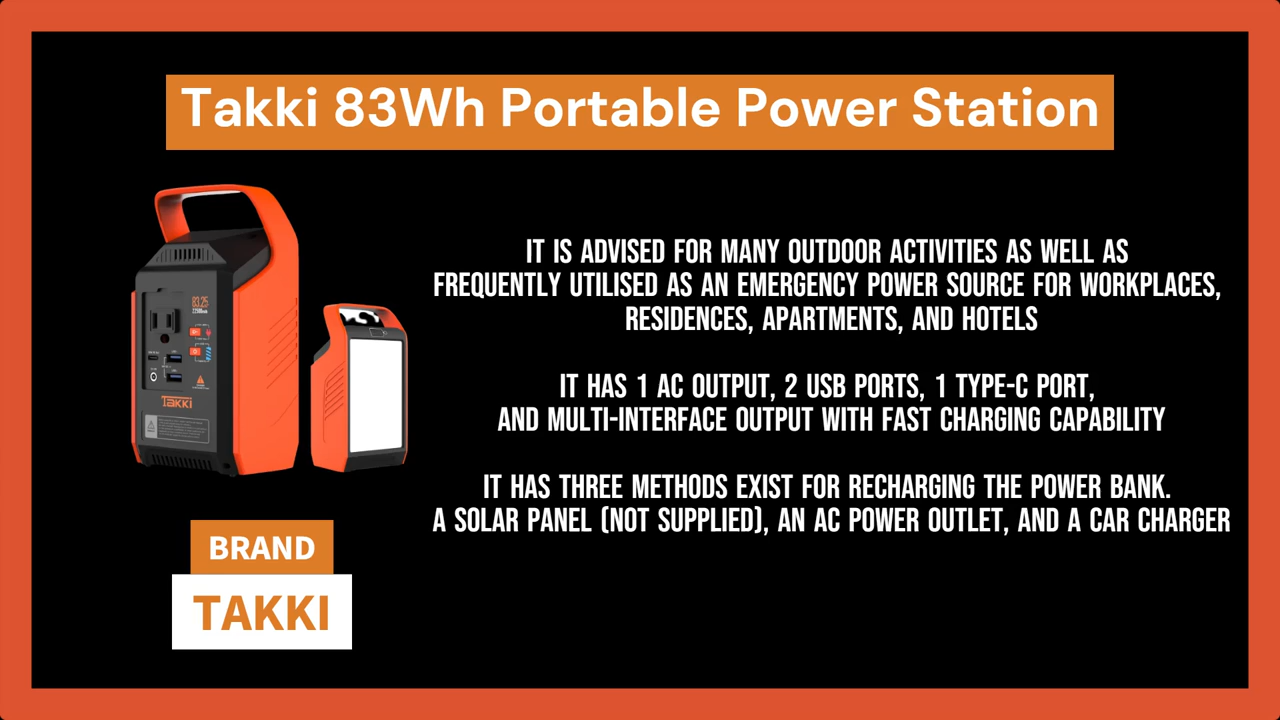 Takki 83Wh Portable Power Station
IT IS ADVISED FOR MANY OUTDOOR ACTIVITIES AS WELL AS
FREQUENTLY UTILISED AS AN EMERGENCY POWER SOURCE FOR WORKPLACES,
RESIDENCES, APARTMENTS, AND HOTELS
IT HAS 1 AC OUTPUT, 2 USB PORTS, 1 TYPE-C PORT,
AND MULTI-INTERFACE OUTPUT WITH FAST CHARGING CAPABILITY
IT HAS THREE METHODS EXIST FOR RECHARGING THE POWER BANK.
A SOLAR PANEL (NOT SUPPLIED), AN AC POWER OUTLET, AND A CAR CHARGER
83.25
TAKKI
BRAND
TAKKI